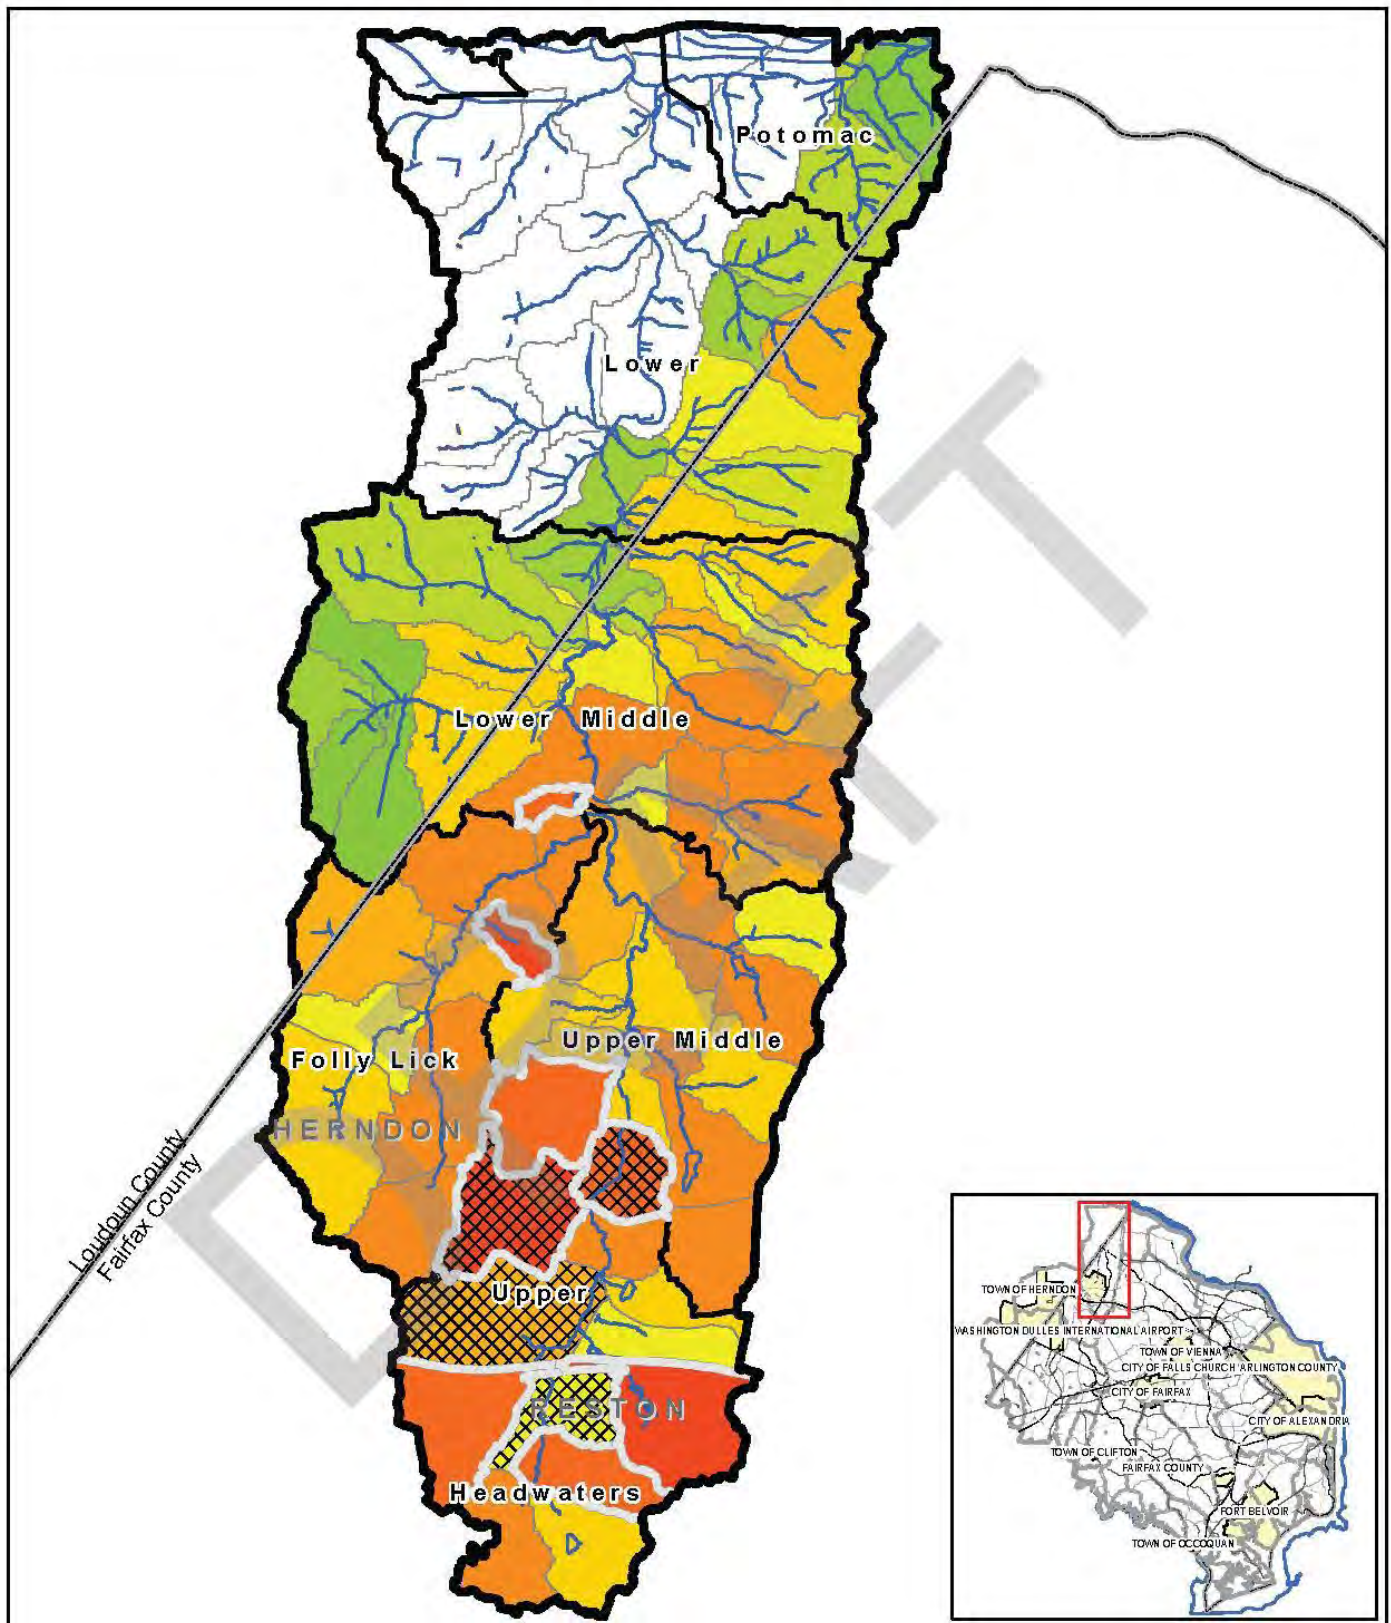 Potomac
Lower
Lower Middle
Upper Middle
Folly Lick
HERNDON
Loudoun County
Fairfax County
Upper
RESTON
Headwaters
DRAFT
TOWN OF HERNDON
WASHINGTON DULLES INTERNATIONAL AIRPORT
TOWN OF VIENNA
CITY OF FALLS CHURCH ARLINGTON COUNTY
CITY OF FAIRFAX
CITY OF ALEXANDRIA
TOWN OF CLIFTON
FAIRFAX COUNTY
FORT BELVOIR
TOWN OF OCCOQUAN